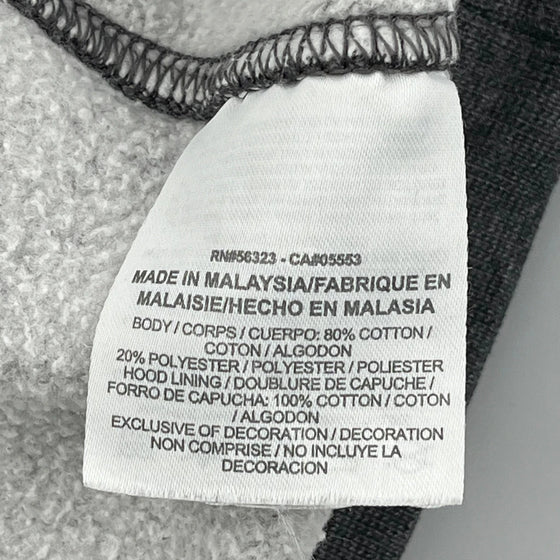 RN#56323 - CA#05553
MADE IN MALAYSIA/FABRIQUE EN
MALAISIE/HECHO EN MALASIA
BODY / CORPS / CUERPO: 80% COTTON /
COTON / ALGODON
20% POLYESTER / POLYESTER / POLIESTER
HOOD LINING / DOUBLURE DE CAPUCHE /
FORRO DE CAPUCHA: 100% COTTON / COTON
/ ALGODON
EXCLUSIVE OF DECORATION / DECORATION
NON COMPRISE / NO INCLUYE LA
DECORACION